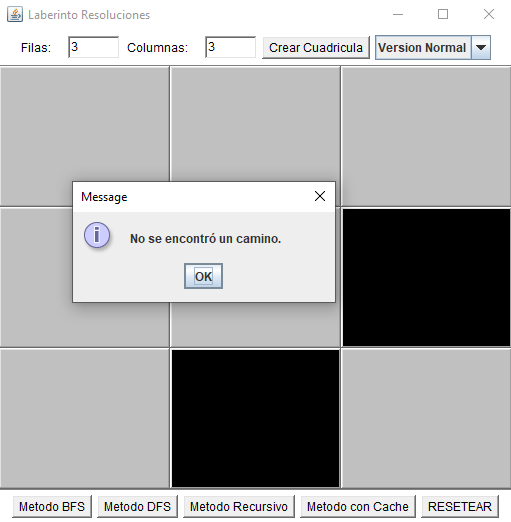 Laberinto Resoluciones
Filas: 3 Columnas: 3 Crear Cuadricula Version Normal
Message
No se encontró un camino.
OK
Metodo BFS Metodo DFS Metodo Recursivo Metodo con Cache RESETEAR